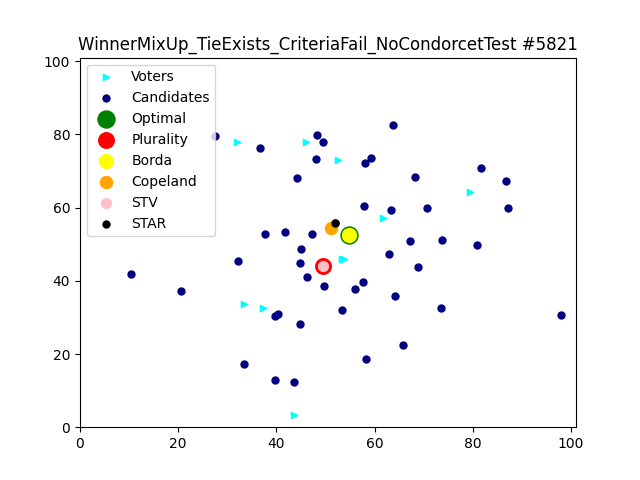 WinnerMixUp_TieExists_CriteriaFail_NoCondorcetTest #5821
100
80
60
40
20
0
Voters
Candidates
Optimal
Plurality
Borda
Copeland
STV
STAR
0 20 40 60 80 100